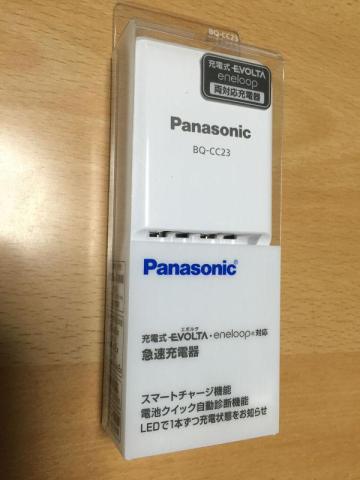 BQ-CC23
充電式EVOLTA
eneloop
両対応充電器
Panasonic
BQ-CC23
Panasonic
エボルタ
充電式EVOLTA・eneloop®対応
急速充電器
スマートチャージ機能
電池クイック自動診断機能
LEDで1本ずつ充電状態をお知らせ